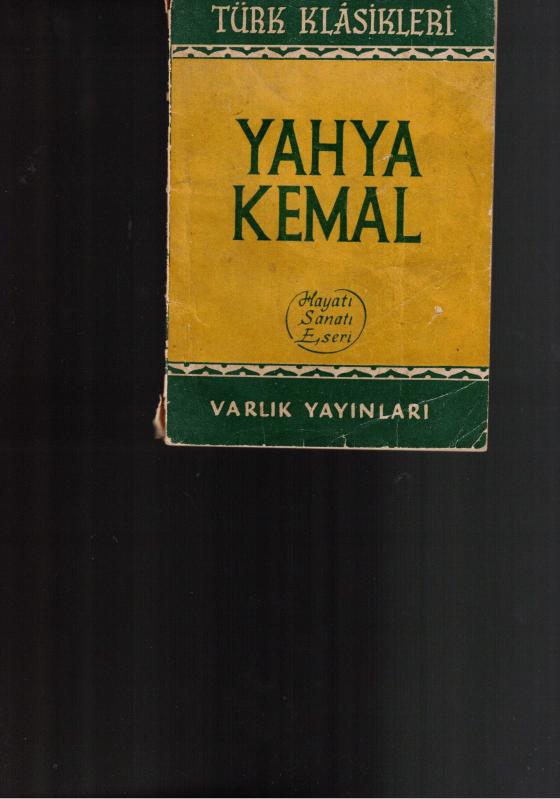 TÜRK KLÂSİKLERİ
YAHYA
KEMAL
Hayatı
Sanatı
Eseri
VARLIK YAYINLARI